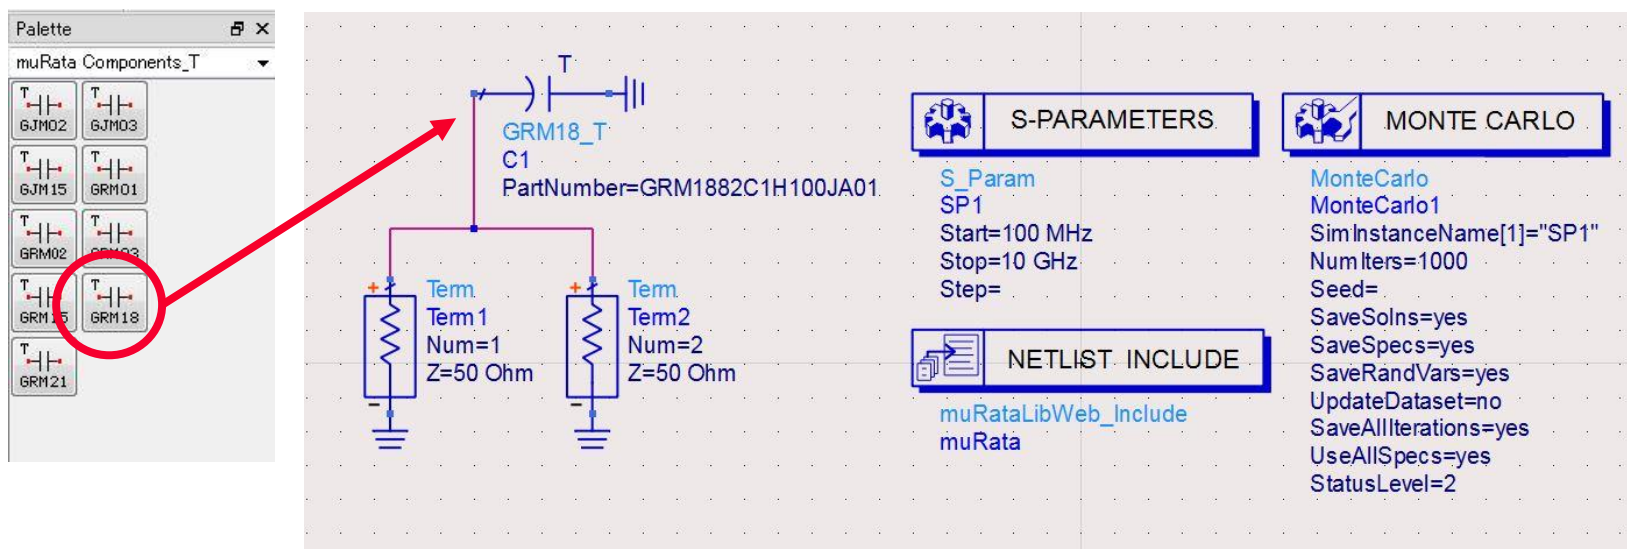 Palette
muRata Components_T
T
GJM02
T
GJM03
T
GJM15
T
GRM01
T
GRM02
T
GRM03
T
GRM15
T
GRM18
T
GRM21
T
GRM18_T
C1
PartNumber=GRM1882C1H100JA01
Term
Term1
Num=1
Z=50 Ohm
Term
Term2
Num=2
Z=50 Ohm
S-PARAMETERS
S_Param
SP1
Start=100 MHz
Stop=10 GHz
Step=
NETLIST INCLUDE
muRataLibWeb_Include
muRata
MONTE CARLO
MonteCarlo
MonteCarlo1
SimInstanceName[1]="SP1"
NumIters=1000
Seed=
SaveSolns=yes
SaveSpecs=yes
SaveRandVars=yes
UpdateDataset=no
SaveAllIterations=yes
UseAllSpecs=yes
StatusLevel=2